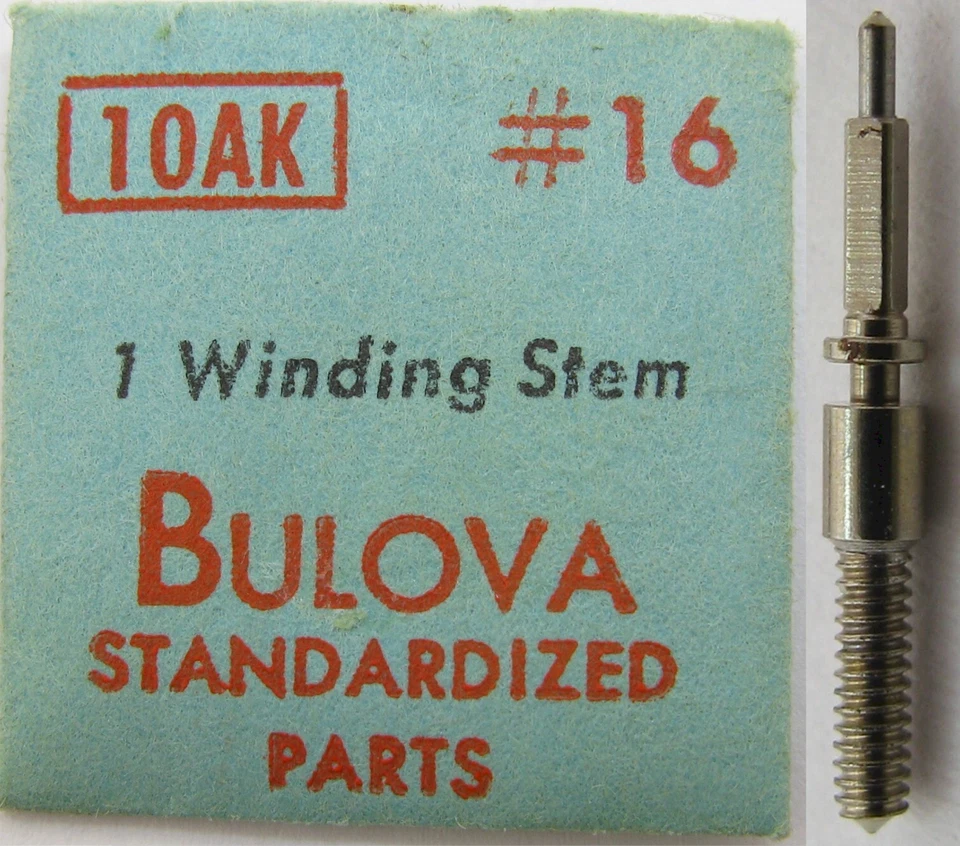 10AK #16
1 Winding Stem
BULOVA
STANDARDIZED
PARTS